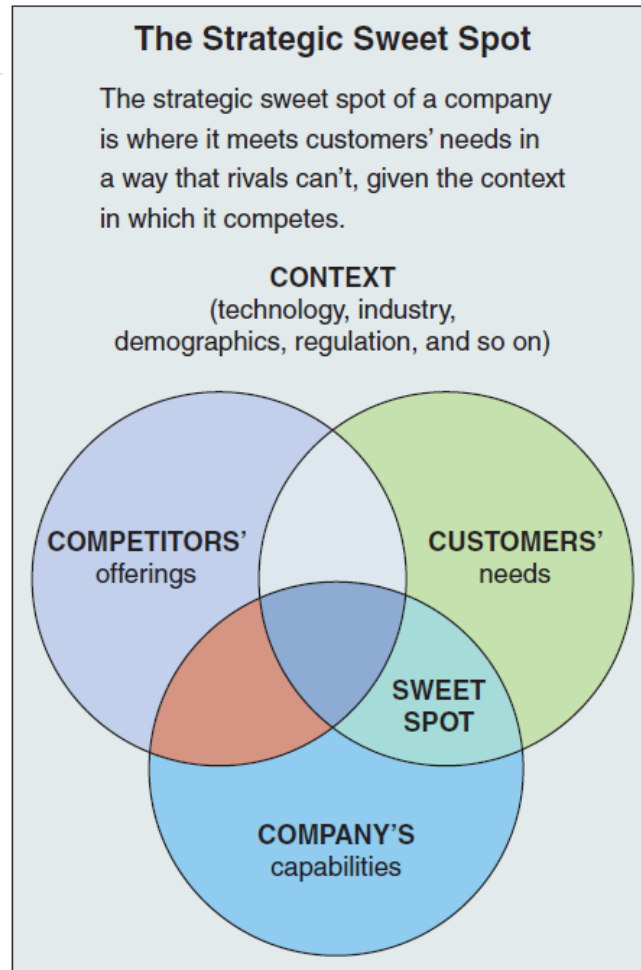 The Strategic Sweet Spot
The strategic sweet spot of a company
is where it meets customers’ needs in
a way that rivals can’t, given the context
in which it competes.
CONTEXT
(technology, industry,
demographics, regulation, and so on)
COMPETITORS’
offerings
CUSTOMERS’
needs
SWEET
SPOT
COMPANY’S
capabilities